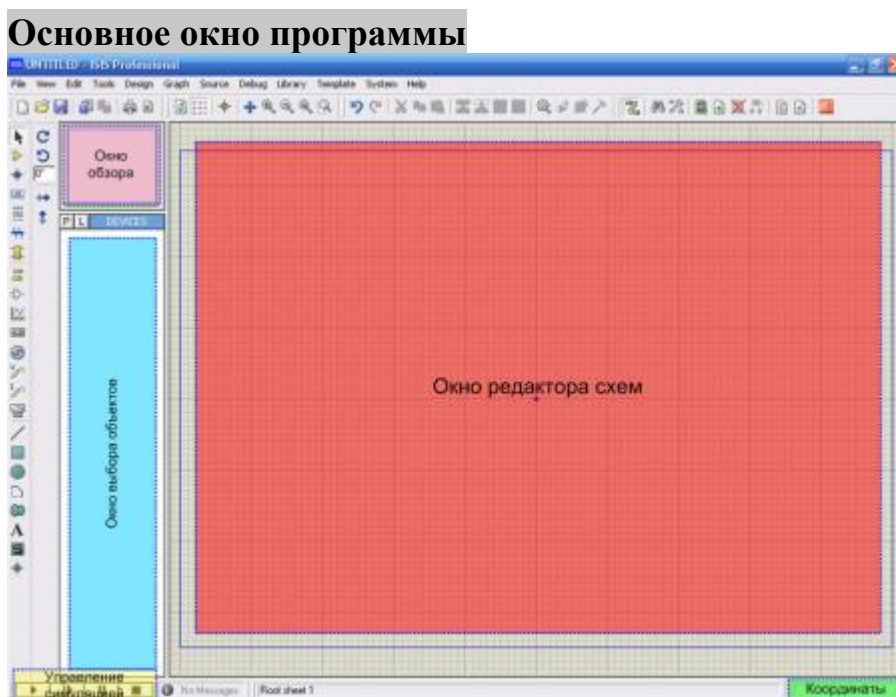 Основное окно программы
UNTITLED - ISIS Professional
File View Edit Tools Design Graph Source Debug Library Template System Help
Окно
обзора
P L DEVICES
Окно выбора объектов
Окно редактора схем
A
Управление
симуляцией
No Messages
Root sheet 1
Координаты